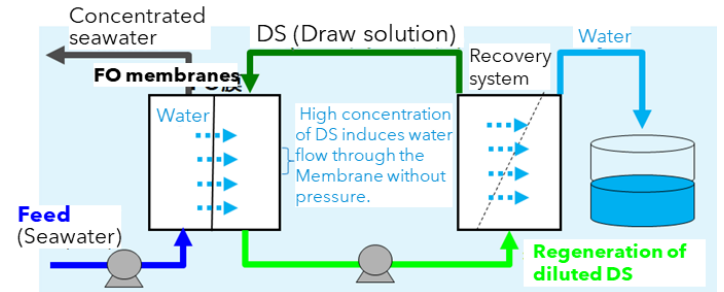 Concentrated
seawater
DS (Draw solution)
Water
FO membranes
膜
Recovery
system
Water
High concentration
of DS induces water
flow through the
Membrane without
pressure.
Feed
(Seawater)
Regeneration of
diluted DS